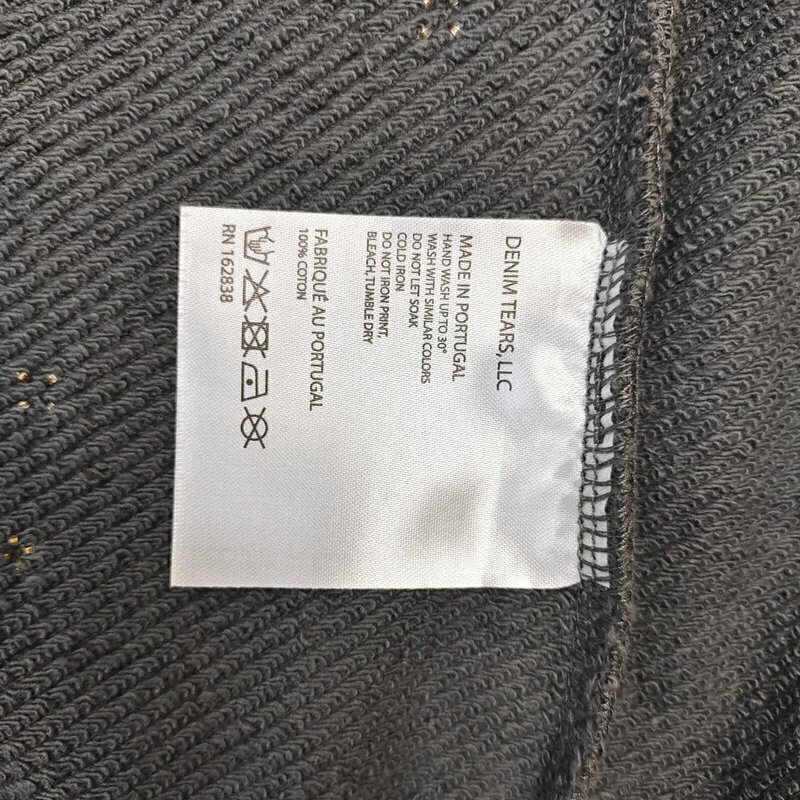 DENIM TEARS, LLC
MADE IN PORTUGAL
HAND WASH UP TO 30°
WASH WITH SIMILAR COLORS
DO NOT LET SOAK
COLD IRON
DO NOT IRON PRINT,
BLEACH, TUMBLE DRY
FABRIQUÉ AU PORTUGAL
100% COTON
RN 162838